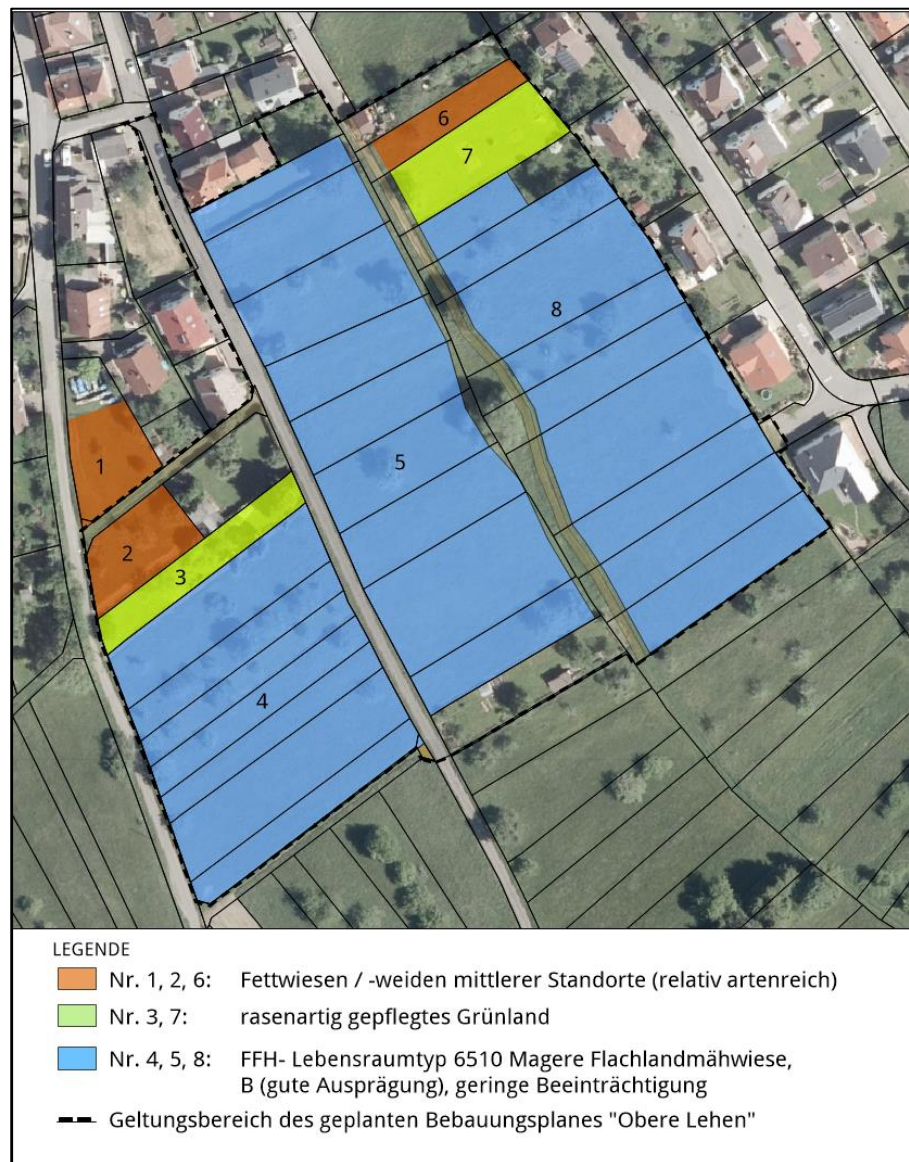 6
7
8
1
5
2
3
4
LEGENDE
Nr. 1, 2, 6: Fettwiesen / -weiden mittlerer Standorte (relativ artenreich)
Nr. 3, 7: rasenartig gepflegtes Grünland
Nr. 4, 5, 8: FFH- Lebensraumtyp 6510 Magere Flachlandmähwiese,
B (gute Ausprägung), geringe Beeinträchtigung
Geltungsbereich des geplanten Bebauungsplanes "Obere Lehen"